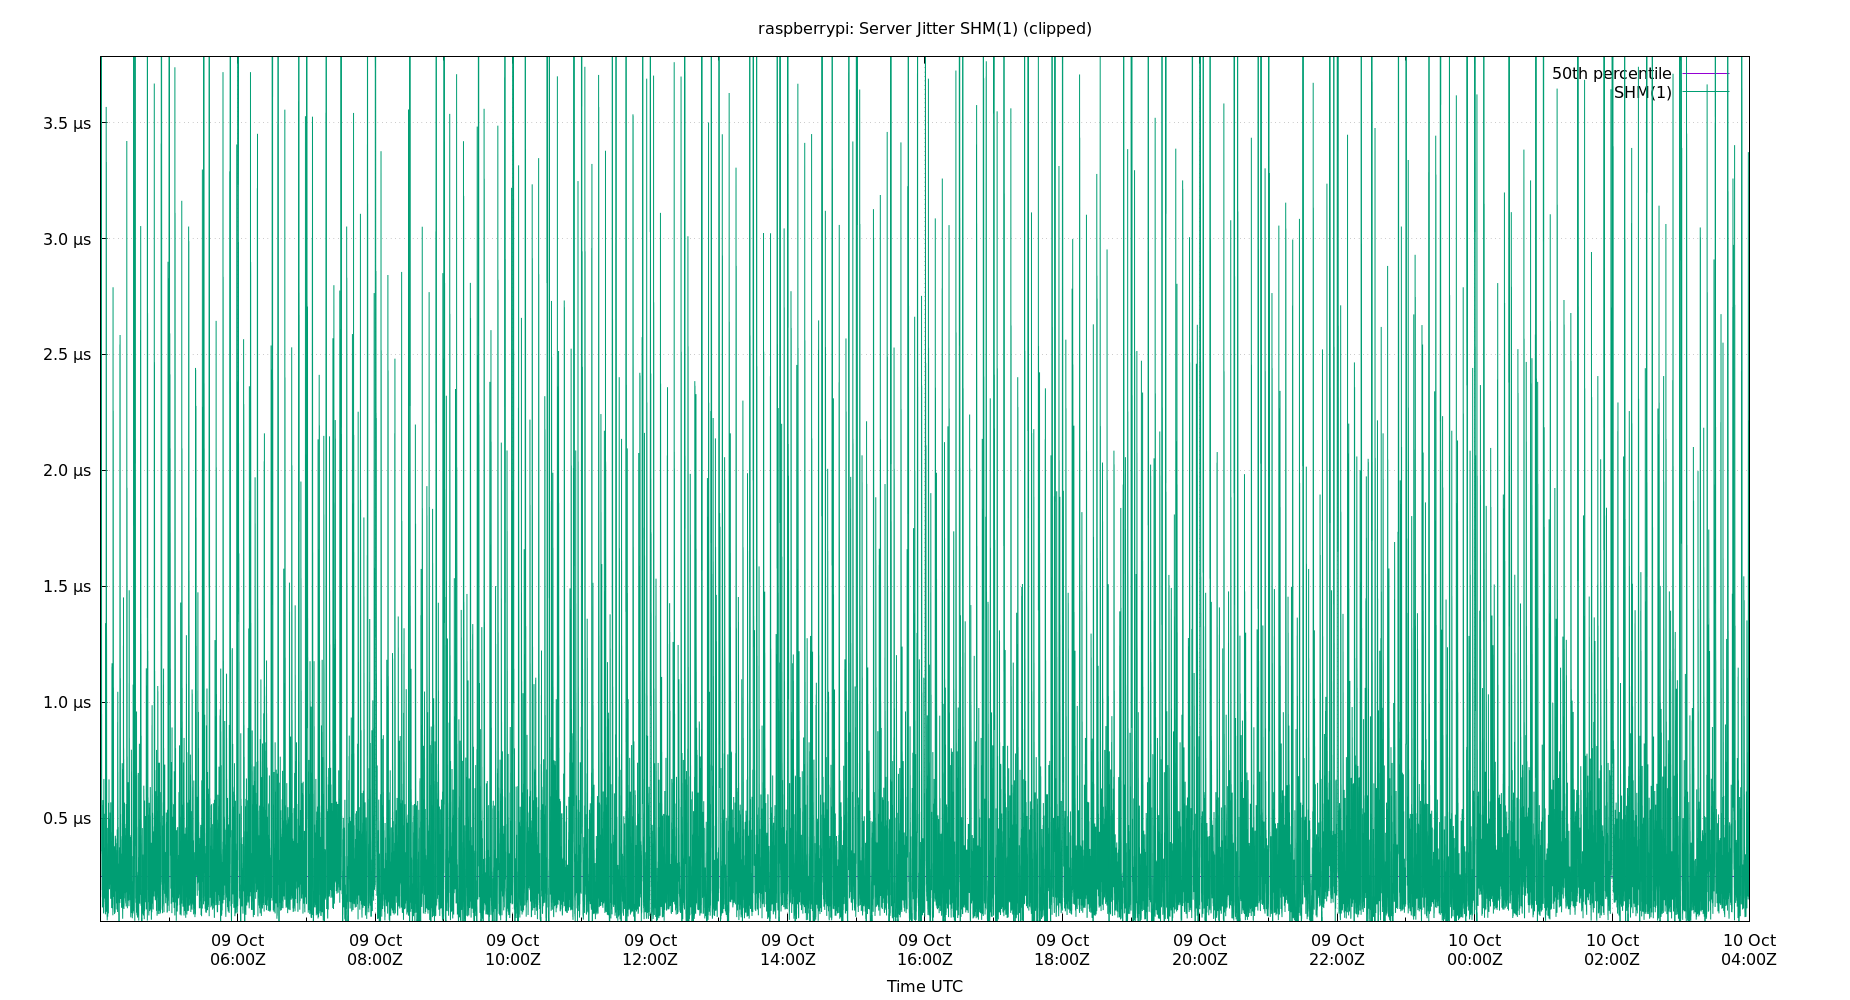 raspberrypi: Server Jitter SHM(1) (clipped)
50th percentile
SHM(1)
3.5 µs
3.0 µs
2.5 µs
2.0 µs
1.5 µs
1.0 µs
0.5 µs
09 Oct 09 Oct 09 Oct 09 Oct 09 Oct 09 Oct 09 Oct 09 Oct 09 Oct 10 Oct 10 Oct 10 Oct
06:00Z 08:00Z 10:00Z 12:00Z 14:00Z 16:00Z 18:00Z 20:00Z 22:00Z 00:00Z 02:00Z 04:00Z
Time UTC